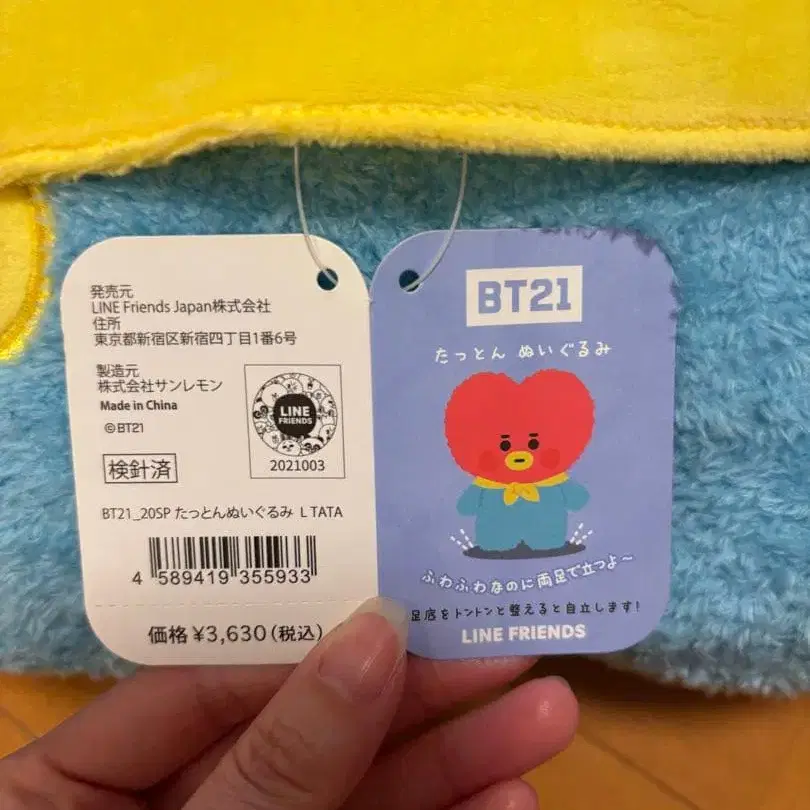 発売元
LINE Friends Japan株式会社
住所
東京都新宿区新宿四丁目1番6号
製造元
株式会社サンレモン
Made in China
©BT21
LINE
FRIENDS
2021003
検針済
BT21_20SP たっとんぬいぐるみ L TATA
4 589419 355933
価格 ¥3,630(税込)
BT21
たっとん ぬいぐるみ
ふわふわなのに両足で立つよ〜
足底をトントンと整えると自立します!
LINE FRIENDS